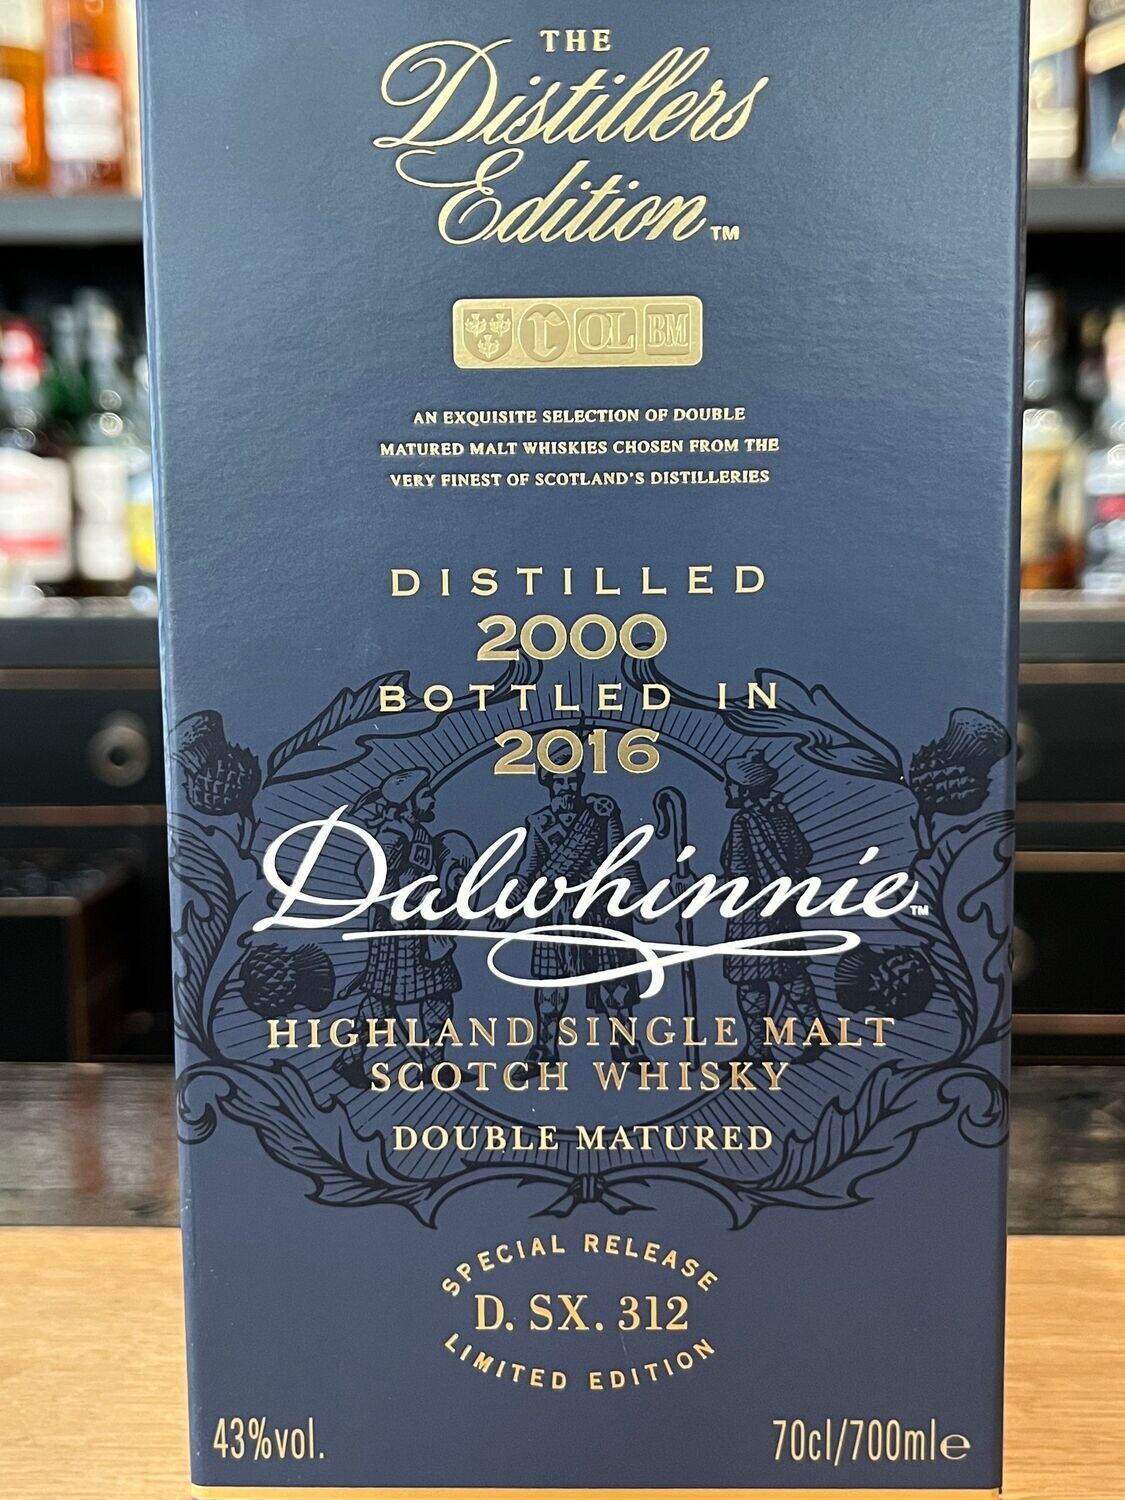 THE
Distillers
Edition™
r OL BM
AN EXQUISITE SELECTION OF DOUBLE
MATURED MALT WHISKIES CHOSEN FROM THE
VERY FINEST OF SCOTLAND'S DISTILLERIES
DISTILLED
2000
BOTTLED IN
2016
Dalwhinnie™
HIGHLAND SINGLE MALT
SCOTCH WHISKY
DOUBLE MATURED
SPECIAL RELEASE
D. SX. 312
LIMITED EDITION
43%vol.
70cl/700ml℮